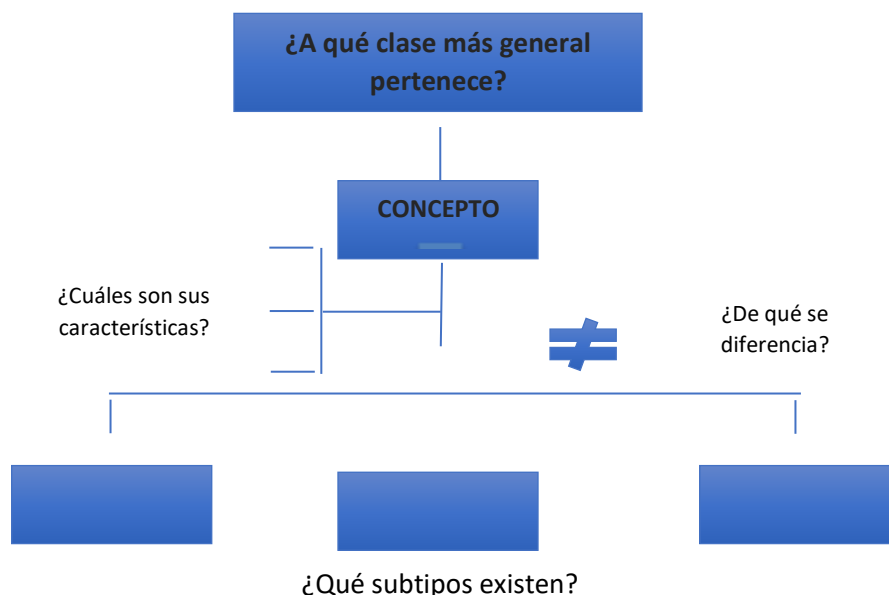 ¿A qué clase más general
pertenece?
CONCEPTO
¿Cuáles son sus
características?
¿De qué se
diferencia?
¿Qué subtipos existen?